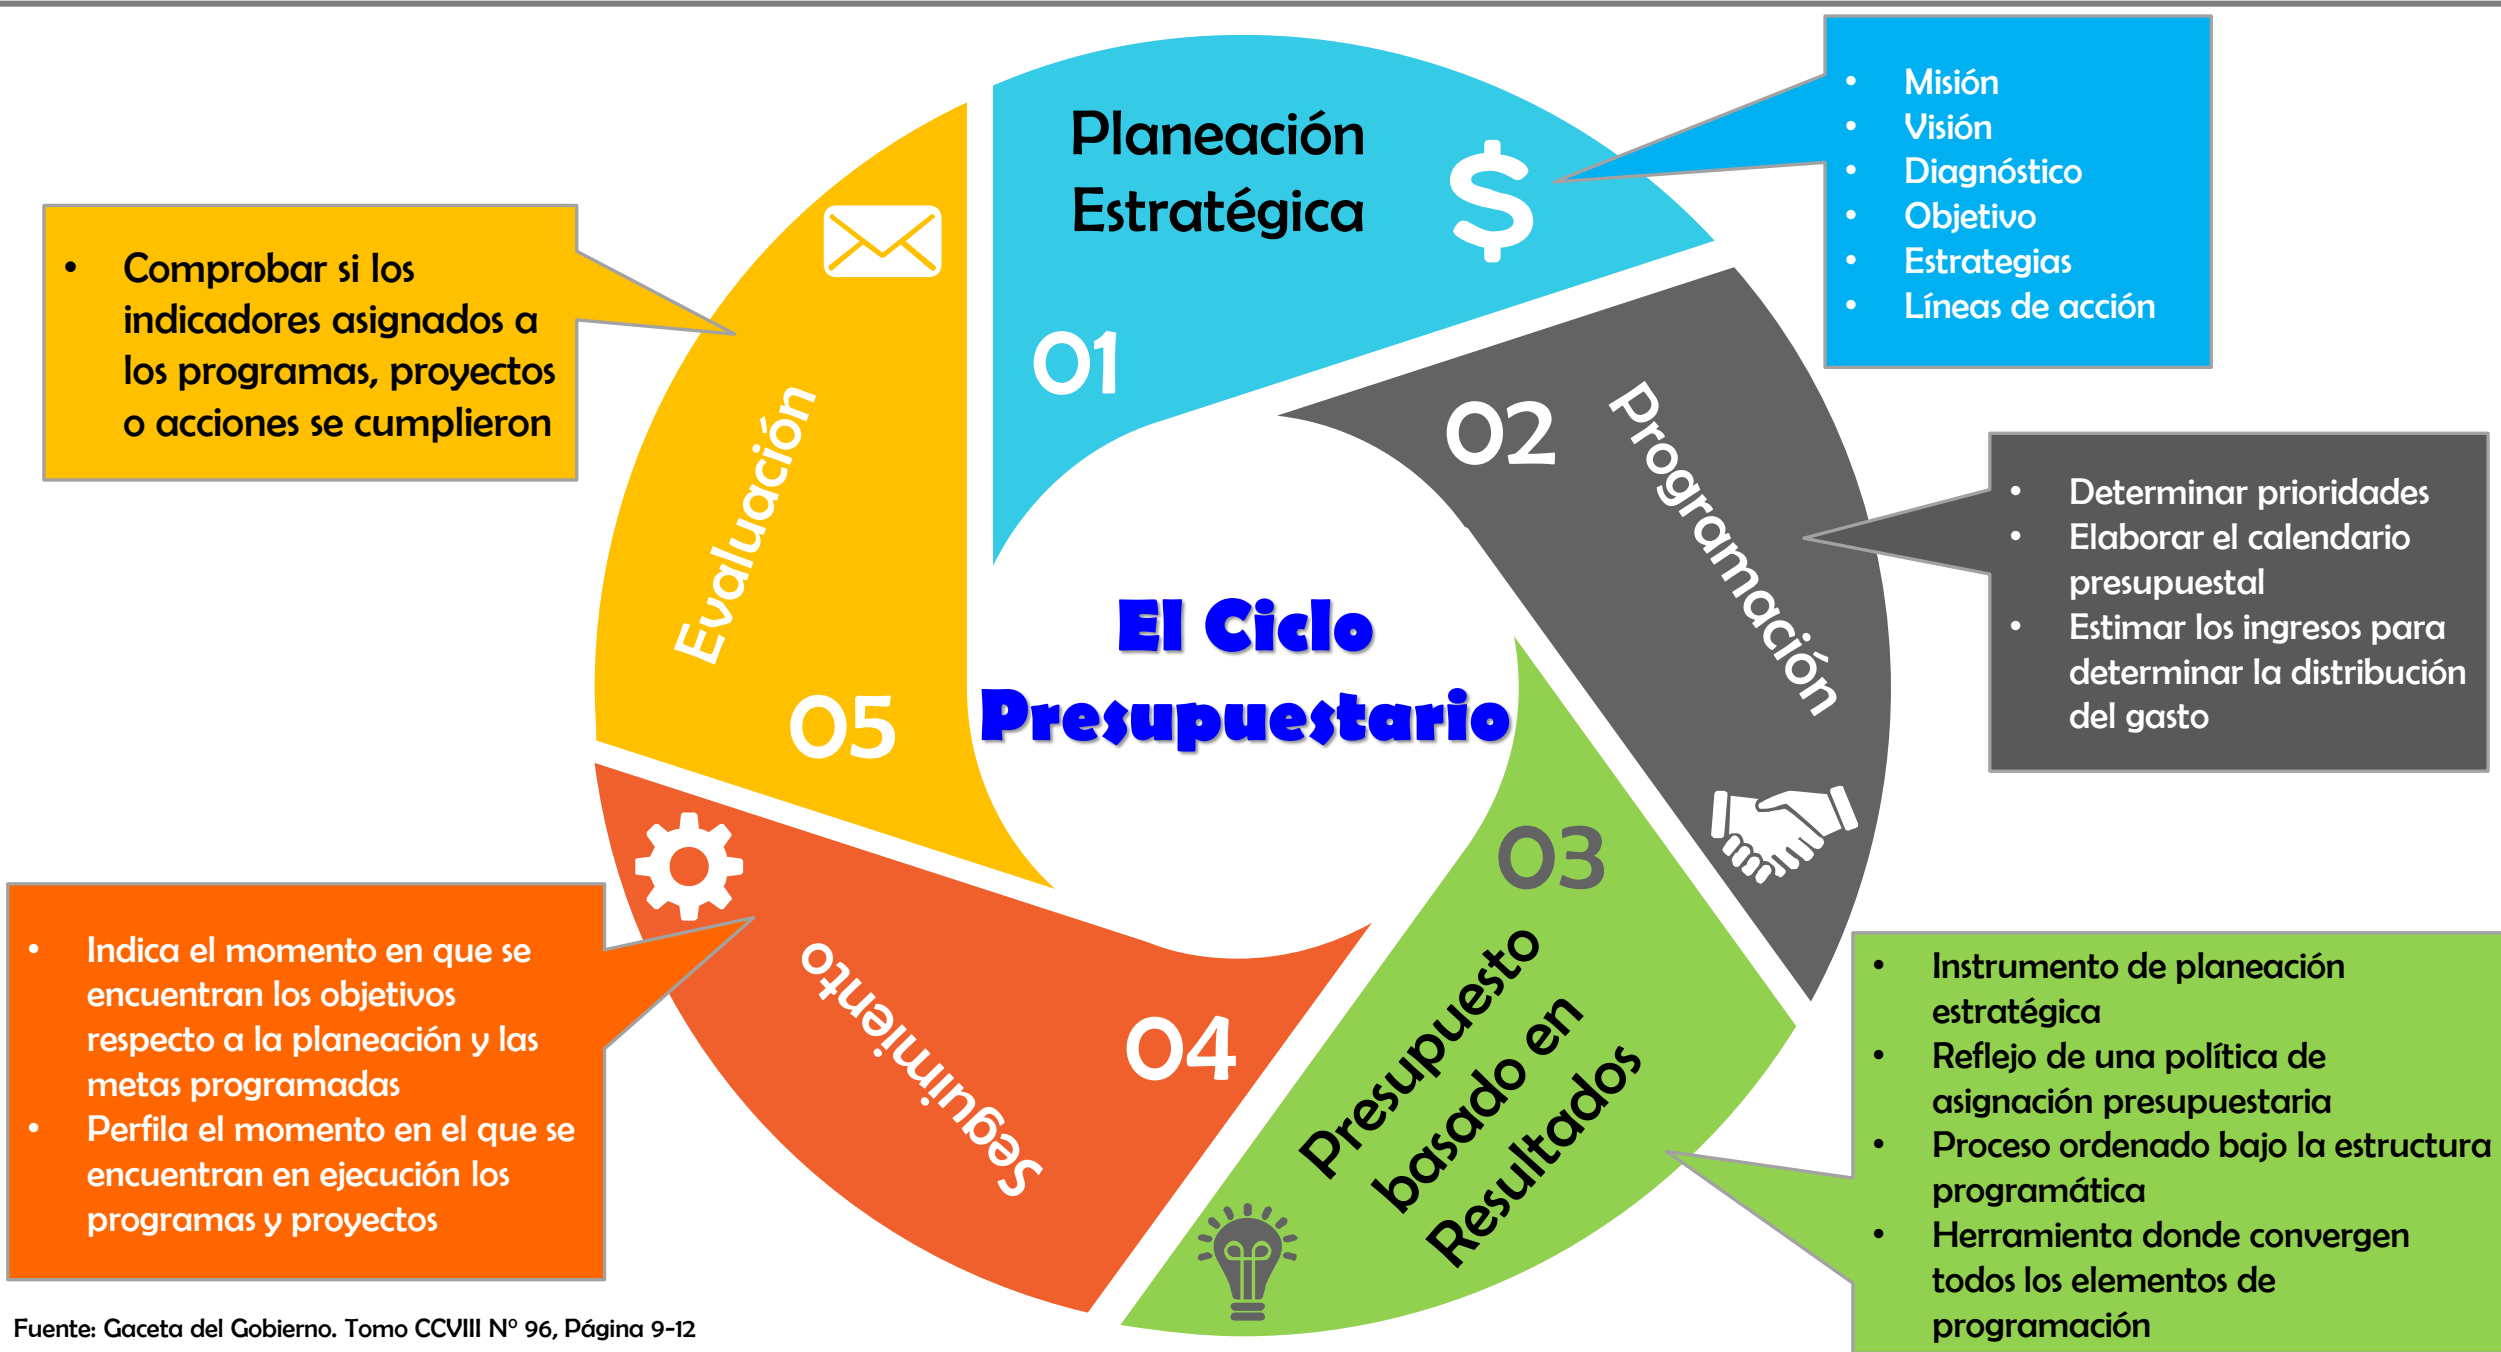 Planeación
Estratégica
01
• Misión
• Visión
• Diagnóstico
• Objetivo
• Estrategias
• Líneas de acción
02
Programación
• Determinar prioridades
• Elaborar el calendario
presupuestal
• Estimar los ingresos para
determinar la distribución
del gasto
El Ciclo
Presupuestario
03
Presupuesto
basado en
Resultados
• Instrumento de planeación
estratégica
• Reflejo de una política de
asignación presupuestaria
• Proceso ordenado bajo la estructura
programática
• Herramienta donde convergen
todos los elementos de
programación
04
seguimiento
• Indica el momento en que se
encuentran los objetivos
respecto a la planeación y las
metas programadas
• Perfila el momento en el que se
encuentran en ejecución los
programas y proyectos
05
Evaluación
• Comprobar si los
indicadores asignados a
los programas, proyectos
o acciones se cumplieron
Fuente: Gaceta del Gobierno. Tomo CCVIII Nº 96, Página 9-12